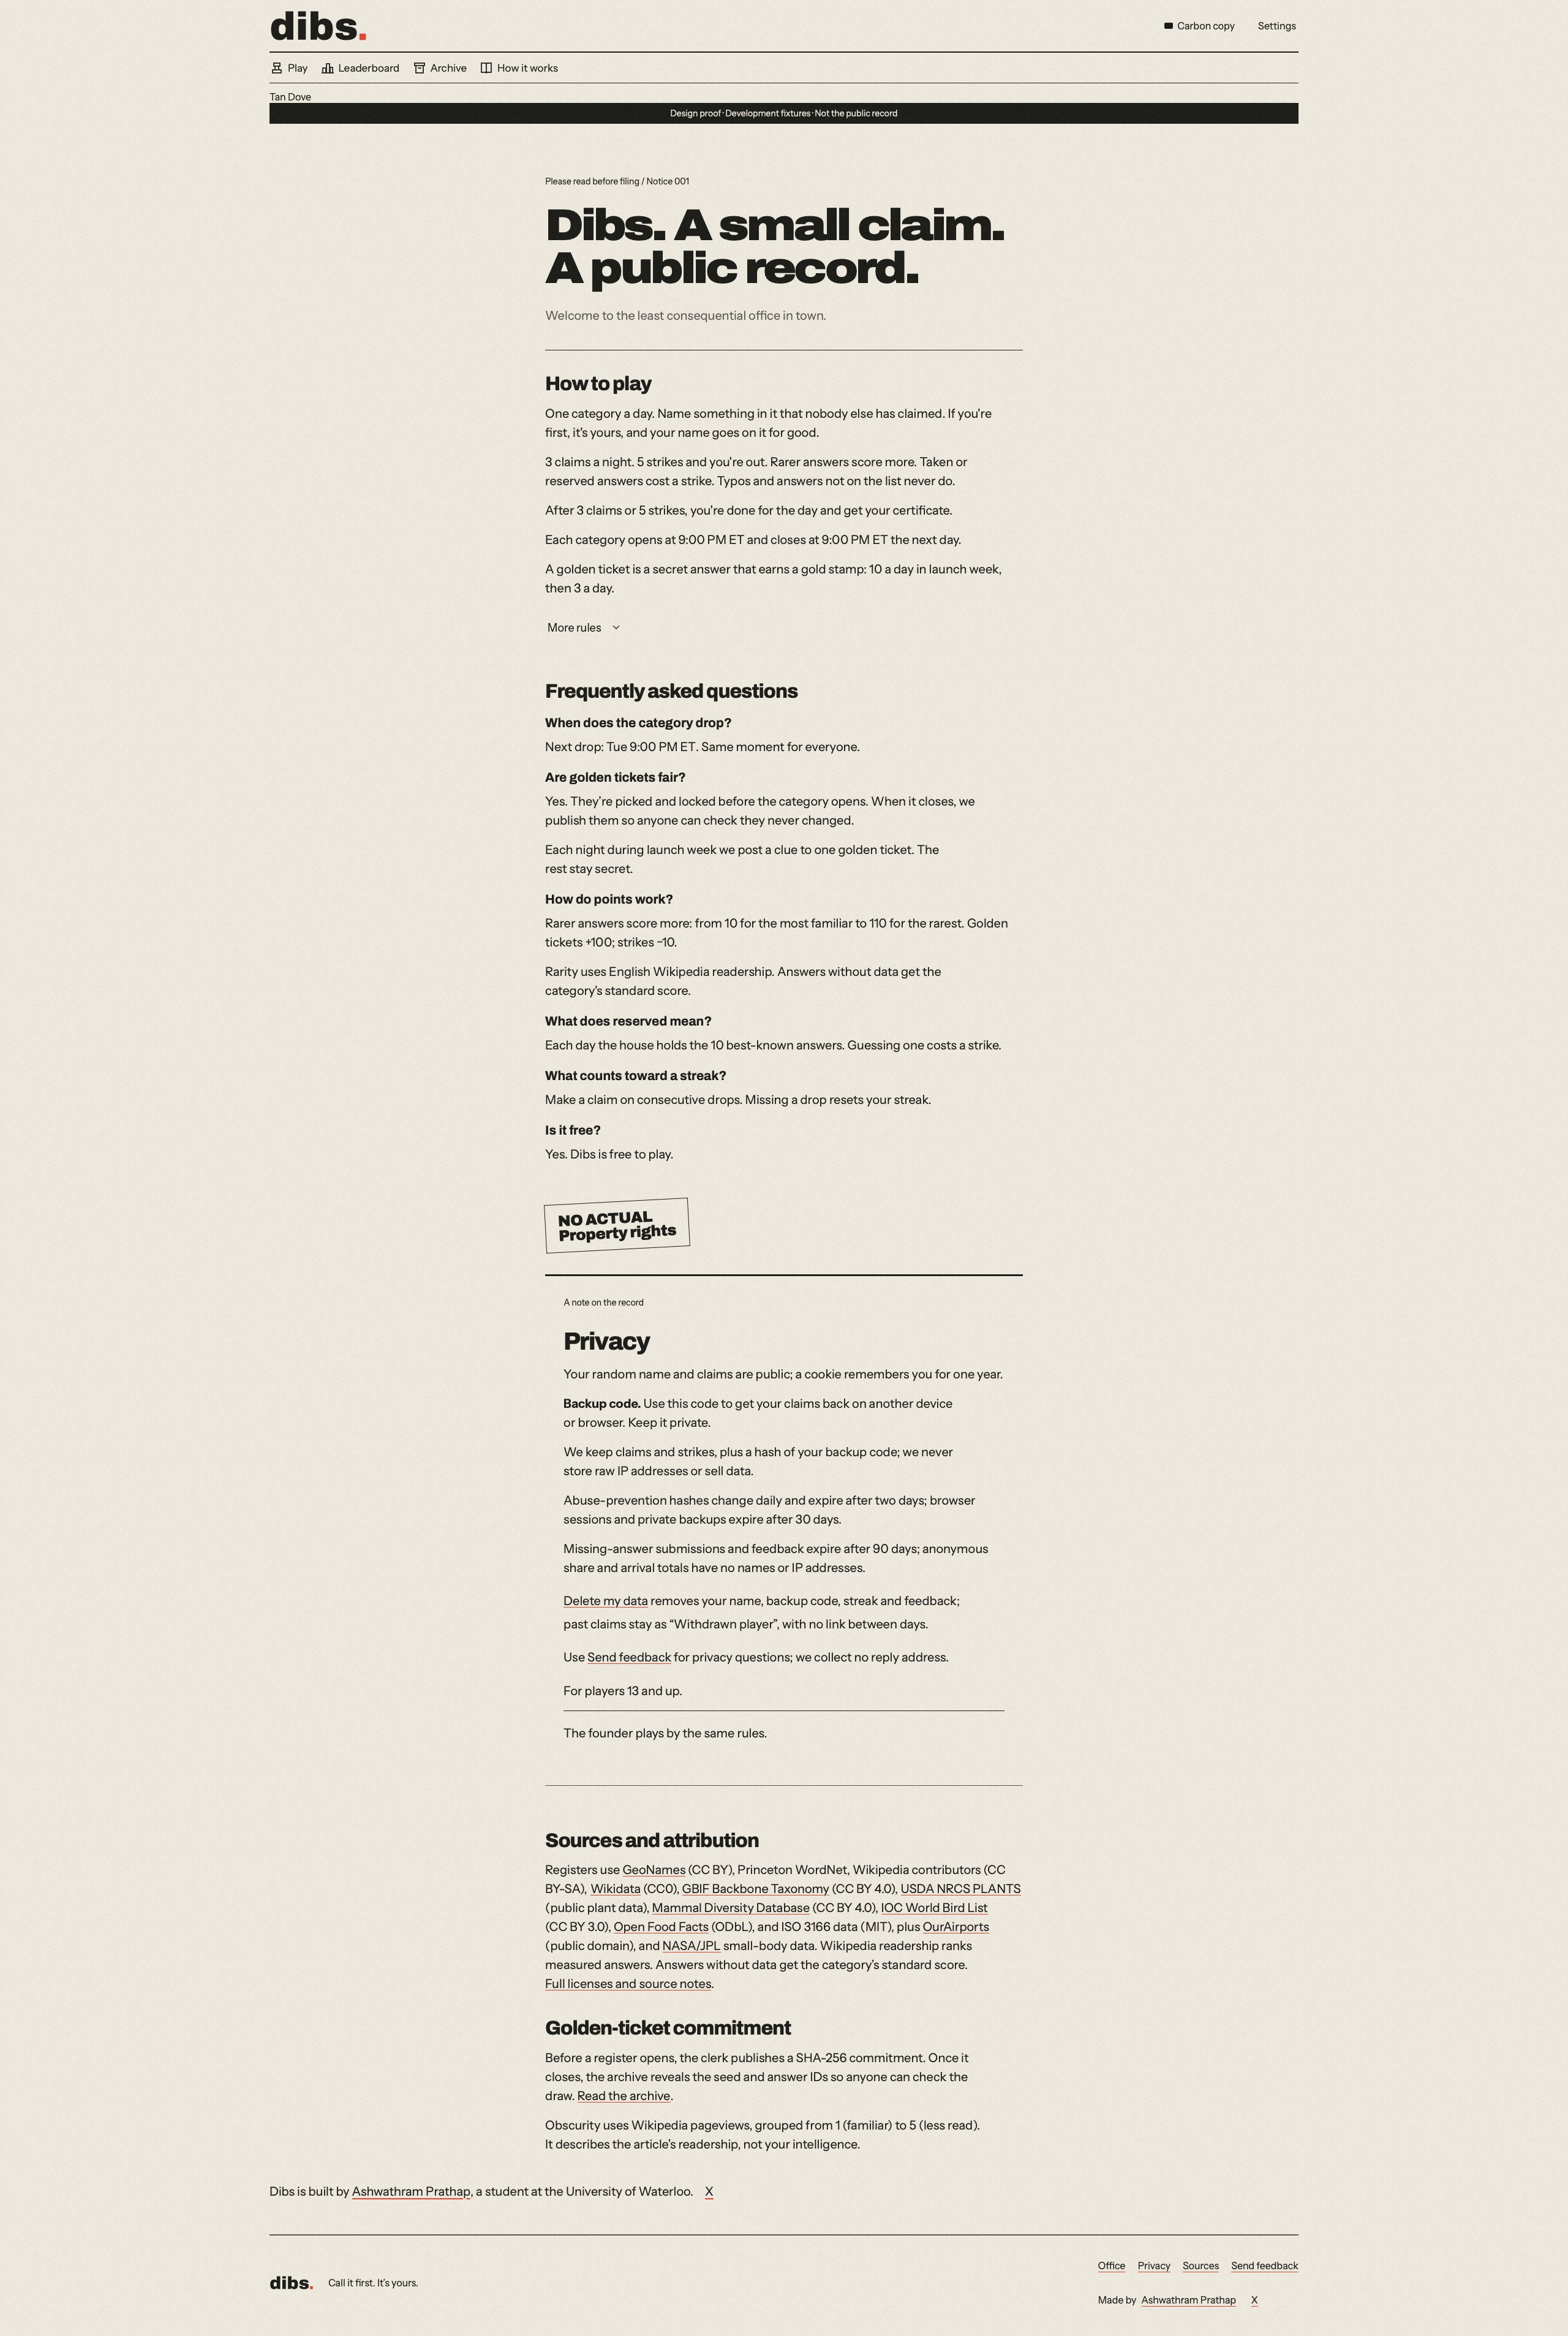 dibs.
Carbon copy
Settings
Play
Leaderboard
Archive
How it works
Tan Dove
Design proof · Development fixtures · Not the public record
Please read before filing / Notice 001
Dibs. A small claim.
A public record.
Welcome to the least consequential office in town.
How to play
One category a day. Name something in it that nobody else has claimed. If you're
first, it's yours, and your name goes on it for good.
3 claims a night. 5 strikes and you're out. Rarer answers score more. Taken or
reserved answers cost a strike. Typos and answers not on the list never do.
After 3 claims or 5 strikes, you're done for the day and get your certificate.
Each category opens at 9:00 PM ET and closes at 9:00 PM ET the next day.
A golden ticket is a secret answer that earns a gold stamp: 10 a day in launch week,
then 3 a day.
More rules
Frequently asked questions
When does the category drop?
Next drop: Tue 9:00 PM ET. Same moment for everyone.
Are golden tickets fair?
Yes. They're picked and locked before the category opens. When it closes, we
publish them so anyone can check they never changed.
Each night during launch week we post a clue to one golden ticket. The
rest stay secret.
How do points work?
Rarer answers score more: from 10 for the most familiar to 110 for the rarest. Golden
tickets +100; strikes −10.
Rarity uses English Wikipedia readership. Answers without data get the
category's standard score.
What does reserved mean?
Each day the house holds the 10 best-known answers. Guessing one costs a strike.
What counts toward a streak?
Make a claim on consecutive drops. Missing a drop resets your streak.
Is it free?
Yes. Dibs is free to play.
NO ACTUAL
Property rights
A note on the record
Privacy
Your random name and claims are public; a cookie remembers you for one year.
Backup code. Use this code to get your claims back on another device
or browser. Keep it private.
We keep claims and strikes, plus a hash of your backup code; we never
store raw IP addresses or sell data.
Abuse-prevention hashes change daily and expire after two days; browser
sessions and private backups expire after 30 days.
Missing-answer submissions and feedback expire after 90 days; anonymous
share and arrival totals have no names or IP addresses.
Delete my data removes your name, backup code, streak and feedback;
past claims stay as “Withdrawn player”, with no link between days.
Use Send feedback for privacy questions; we collect no reply address.
For players 13 and up.
The founder plays by the same rules.
Sources and attribution
Registers use GeoNames (CC BY), Princeton WordNet, Wikipedia contributors (CC
BY-SA), Wikidata (CC0), GBIF Backbone Taxonomy (CC BY 4.0), USDA NRCS PLANTS
(public plant data), Mammal Diversity Database (CC BY 4.0), IOC World Bird List
(CC BY 3.0), Open Food Facts (ODbL), and ISO 3166 data (MIT), plus OurAirports
(public domain), and NASA/JPL small-body data. Wikipedia readership ranks
measured answers. Answers without data get the category's standard score.
Full licenses and source notes.
Golden-ticket commitment
Before a register opens, the clerk publishes a SHA-256 commitment. Once it
closes, the archive reveals the seed and answer IDs so anyone can check the
draw. Read the archive.
Obscurity uses Wikipedia pageviews, grouped from 1 (familiar) to 5 (less read).
It describes the article's readership, not your intelligence.
Dibs is built by Ashwathram Prathap, a student at the University of Waterloo. X
dibs.
Call it first. It's yours.
Office
Privacy
Sources
Send feedback
Made by Ashwathram Prathap X